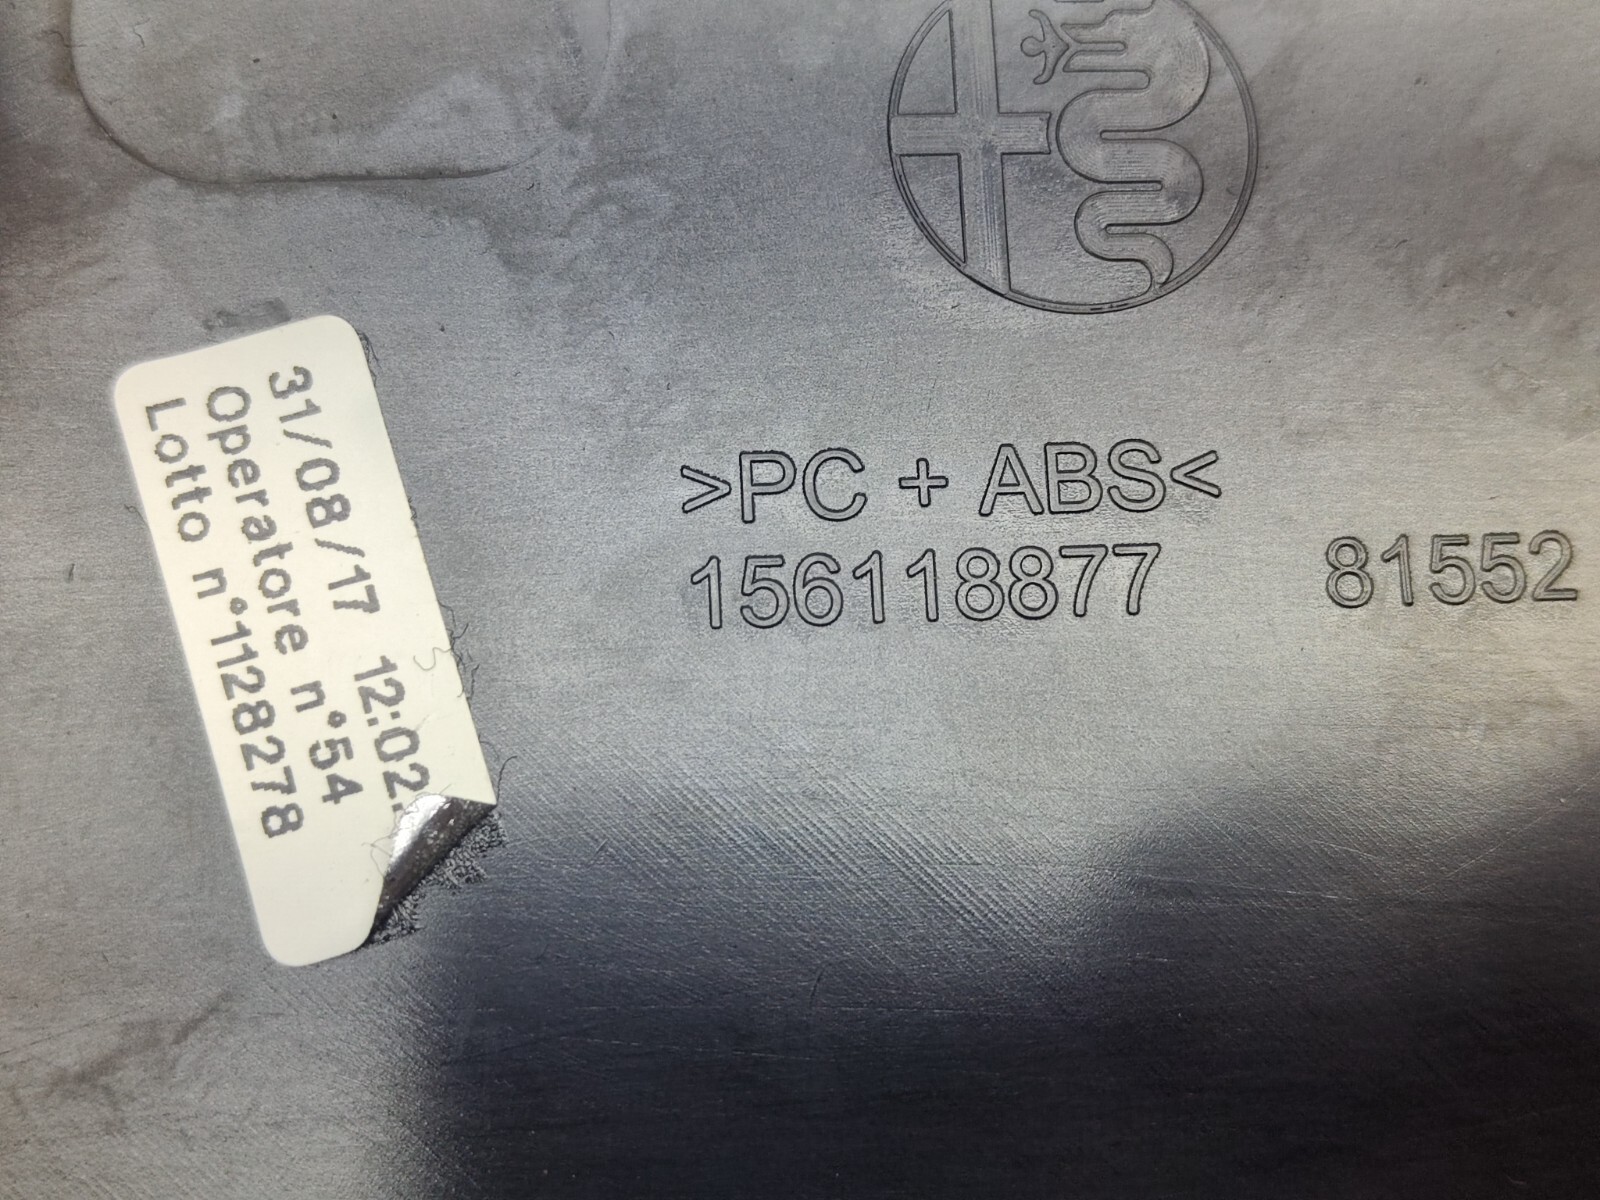 31/08/17 12:02
Operatore n°54
Lotto n°1128278
>PC + ABS<
156118877 81552